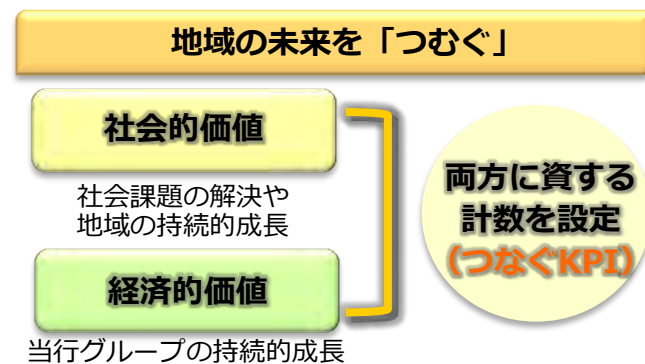 地域の未来を「つむぐ」
社会的価値
社会課題の解決や
地域の持続的成長
経済的価値
当行グループの持続的成長
両方に資する
計数を設定
（つなぐKPI）